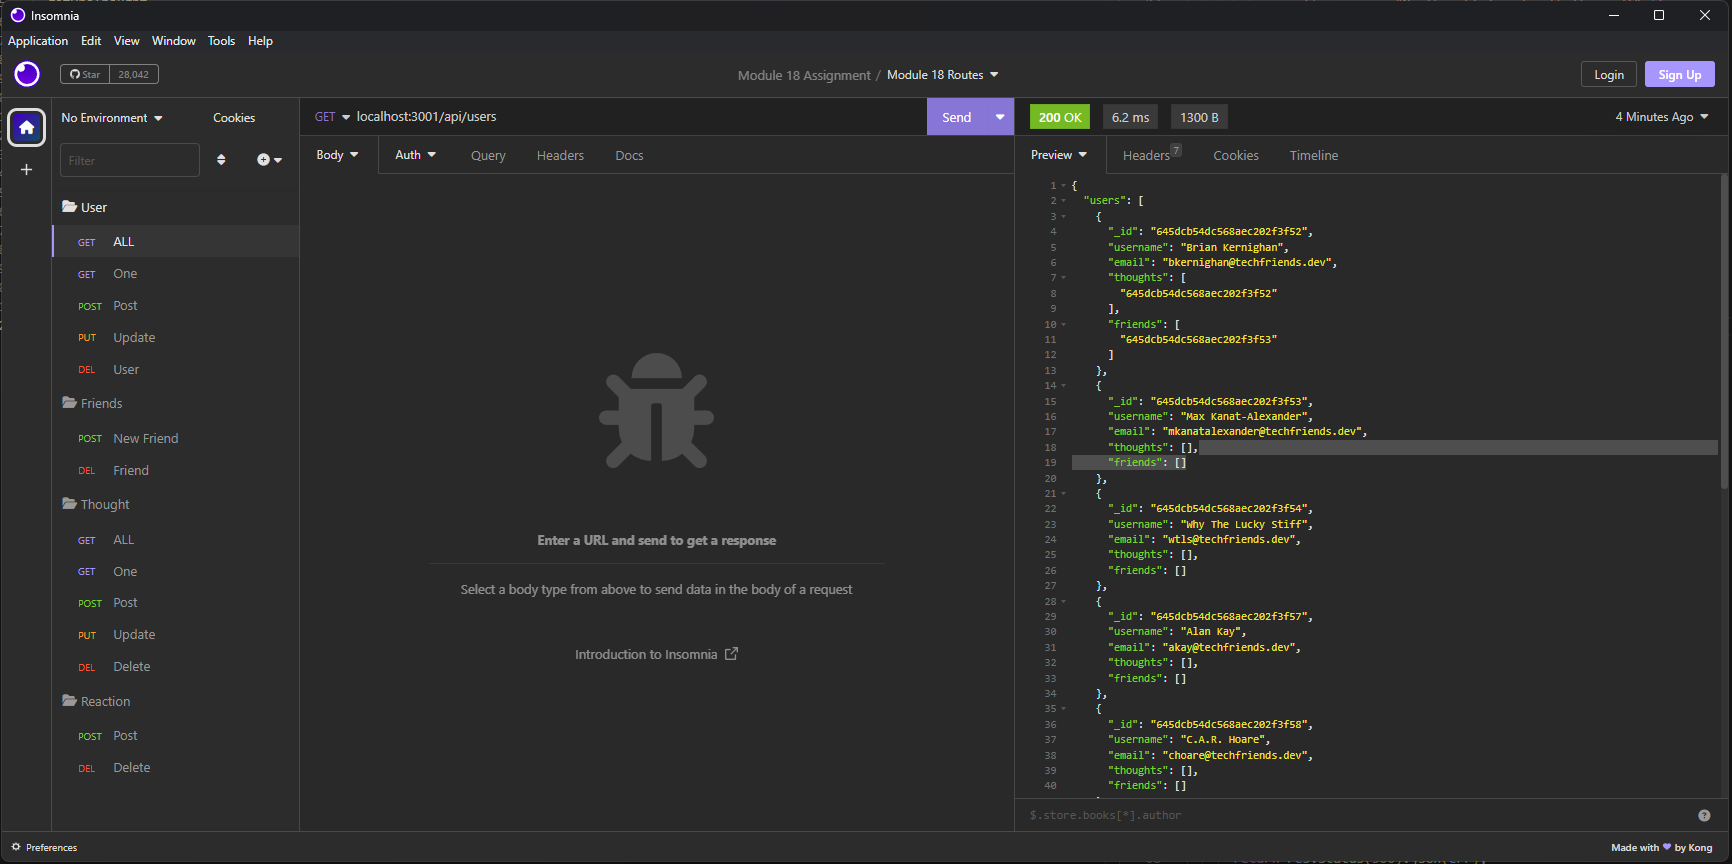 Insomnia
Application Edit View Window Tools Help
Star 28,042
Module 18 Assignment / Module 18 Routes
Login Sign Up
No Environment Cookies
GET localhost:3001/api/users Send
200 OK 6.2 ms 1300 B 4 Minutes Ago
Filter
Body Auth Query Headers Docs
Preview Headers 7 Cookies Timeline
User
GET ALL
GET One
POST Post
PUT Update
DEL User
Friends
POST New Friend
DEL Friend
Thought
GET ALL
GET One
POST Post
PUT Update
DEL Delete
Reaction
POST Post
DEL Delete
Enter a URL and send to get a response
Select a body type from above to send data in the body of a request
Introduction to Insomnia
1 {
2 "users": [
3 {
4 "_id": "645dcb54dc568aec202f3f52",
5 "username": "Brian Kernighan",
6 "email": "bkernighan@techfriends.dev",
7 "thoughts": [
8 "645dcb54dc568aec202f3f52"
9 ],
10 "friends": [
11 "645dcb54dc568aec202f3f53"
12 ]
13 },
14 {
15 "_id": "645dcb54dc568aec202f3f53",
16 "username": "Max Kanat-Alexander",
17 "email": "mkanatalexander@techfriends.dev",
18 "thoughts": [],
19 "friends": []
20 },
21 {
22 "_id": "645dcb54dc568aec202f3f54",
23 "username": "Why The Lucky Stiff",
24 "email": "wtls@techfriends.dev",
25 "thoughts": [],
26 "friends": []
27 },
28 {
29 "_id": "645dcb54dc568aec202f3f57",
30 "username": "Alan Kay",
31 "email": "akay@techfriends.dev",
32 "thoughts": [],
33 "friends": []
34 },
35 {
36 "_id": "645dcb54dc568aec202f3f58",
37 "username": "C.A.R. Hoare",
38 "email": "choare@techfriends.dev",
39 "thoughts": [],
40 "friends": []
$.store.books[*].author
Preferences
Made with by Kong